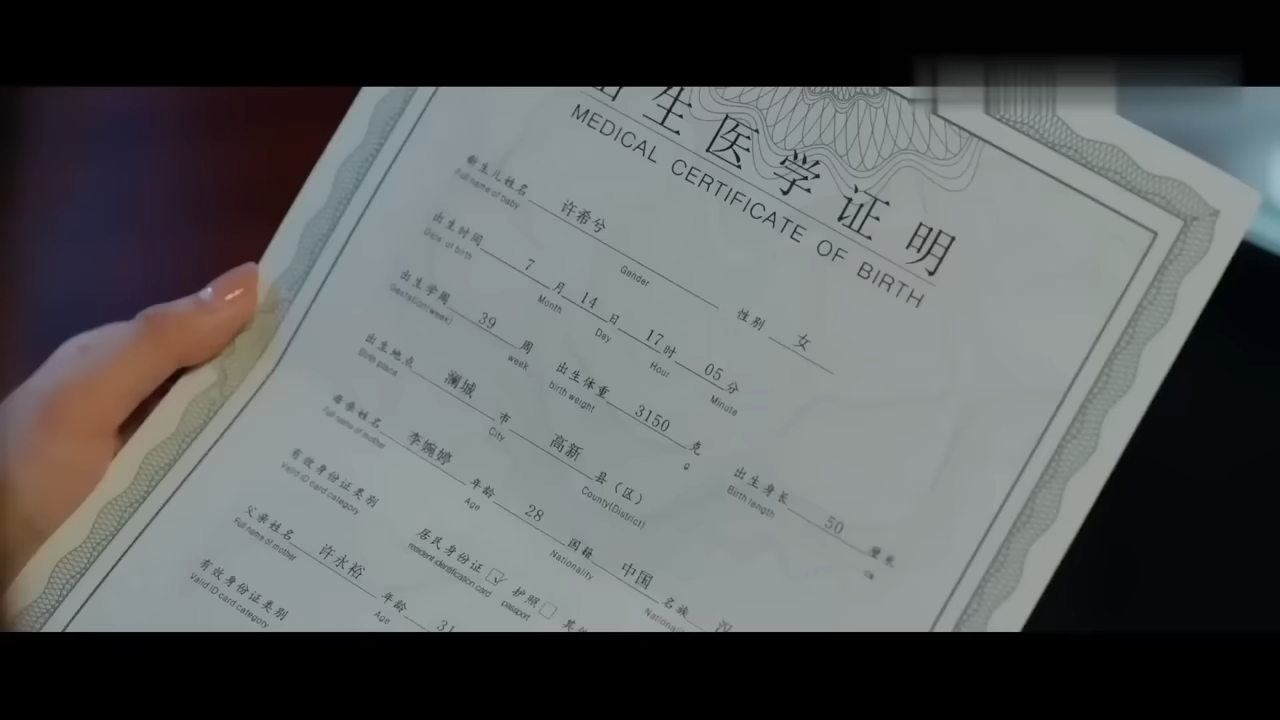 出生医学证明
MEDICAL CERTIFICATE OF BIRTH
新生儿姓名 许希兮 性别 女
Full name of baby Gender
出生时间 7 月 14 日 17 时 05 分
Date of birth Month Day Hour Minute
出生孕周 39 周 出生体重 3150 克 出生身长 50 厘米
Gestation(week) week birth weight g Birth length cm
出生地点 澜城 市 高新 县（区）
Birth place City County(District)
母亲姓名 李婉婷 年龄 28 国籍 中国 名族 汉
Full name of mother Age Nationality
有效身份证类别 居民身份证 护照
Valid ID card category resident identification card passport
父亲姓名 许永裕 年龄 31
Full name of mother Age
有效身份证类别
Valid ID card category